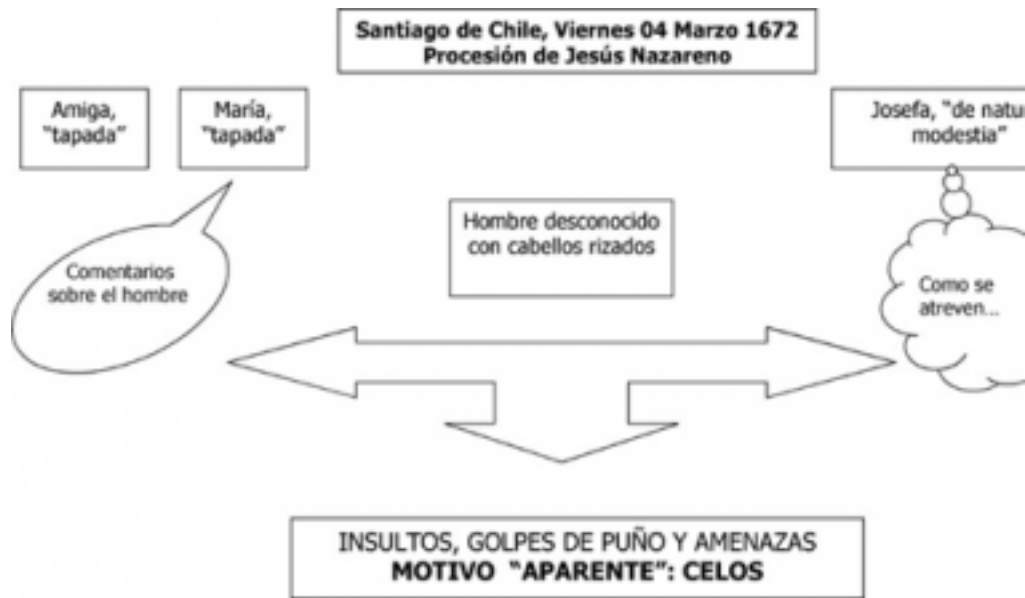 Santiago de Chile, Viernes 04 Marzo 1672
Procesión de Jesús Nazareno
Amiga,
"tapada"
María,
"tapada"
Josefa, "de natu
modestia"
Hombre desconocido
con cabellos rizados
Comentarios
sobre el hombre
Como se
atreven...
INSULTOS, GOLPES DE PUÑO Y AMENAZAS
MOTIVO "APARENTE": CELOS